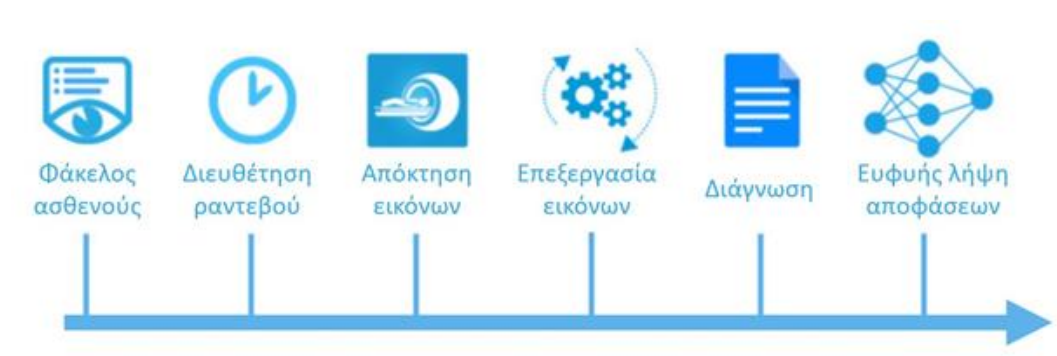 Φάκελος
ασθενούς
Διευθέτηση
ραντεβού
Απόκτηση
εικόνων
Επεξεργασία
εικόνων
Διάγνωση
Ευφυής λήψη
αποφάσεων